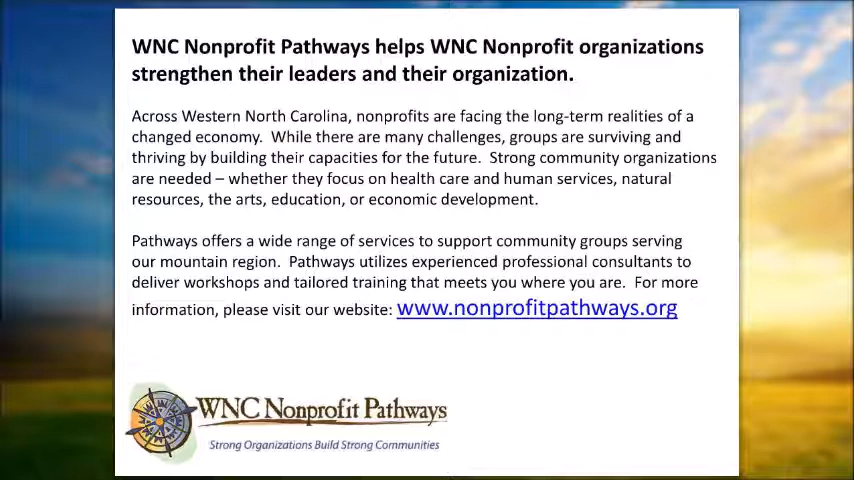 WNC Nonprofit Pathways helps WNC Nonprofit organizations
strengthen their leaders and their organization.
Across Western North Carolina, nonprofits are facing the long-term realities of a
changed economy. While there are many challenges, groups are surviving and
thriving by building their capacities for the future. Strong community organizations
are needed – whether they focus on health care and human services, natural
resources, the arts, education, or economic development.
Pathways offers a wide range of services to support community groups serving
our mountain region. Pathways utilizes experienced professional consultants to
deliver workshops and tailored training that meets you where you are. For more
information, please visit our website: www.nonprofitpathways.org
WNC Nonprofit Pathways
Strong Organizations Build Strong Communities